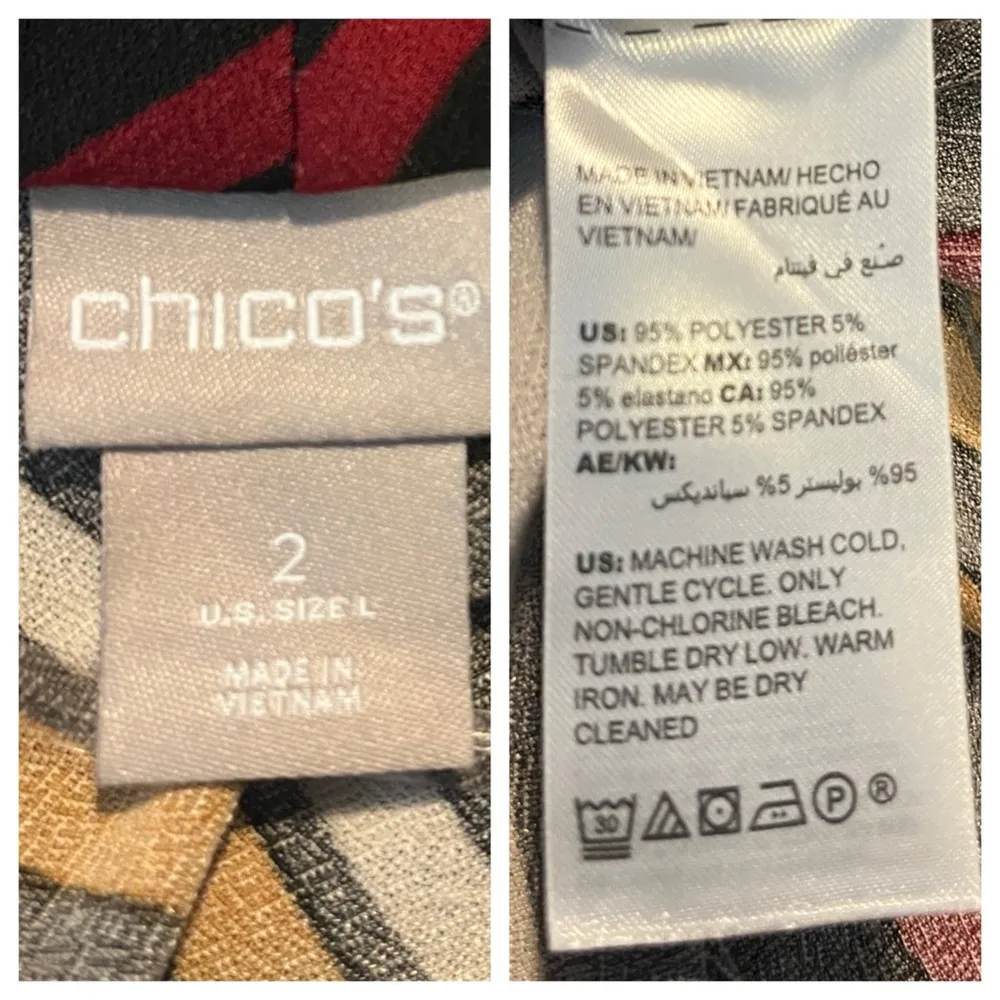 chico's®
2
U.S. SIZE L
MADE IN
VIETNAM
MADE IN VIETNAM/ HECHO
EN VIETNAM/ FABRIQUÉ AU
VIETNAM/
صُنع في فيتنام
US: 95% POLYESTER 5%
SPANDEX MX: 95% poliéster
5% elastano CA: 95%
POLYESTER 5% SPANDEX
AE/KW:
95% بوليستر 5% سبانديكس
US: MACHINE WASH COLD,
GENTLE CYCLE. ONLY
NON-CHLORINE BLEACH.
TUMBLE DRY LOW. WARM
IRON. MAY BE DRY
CLEANED
30 P ®